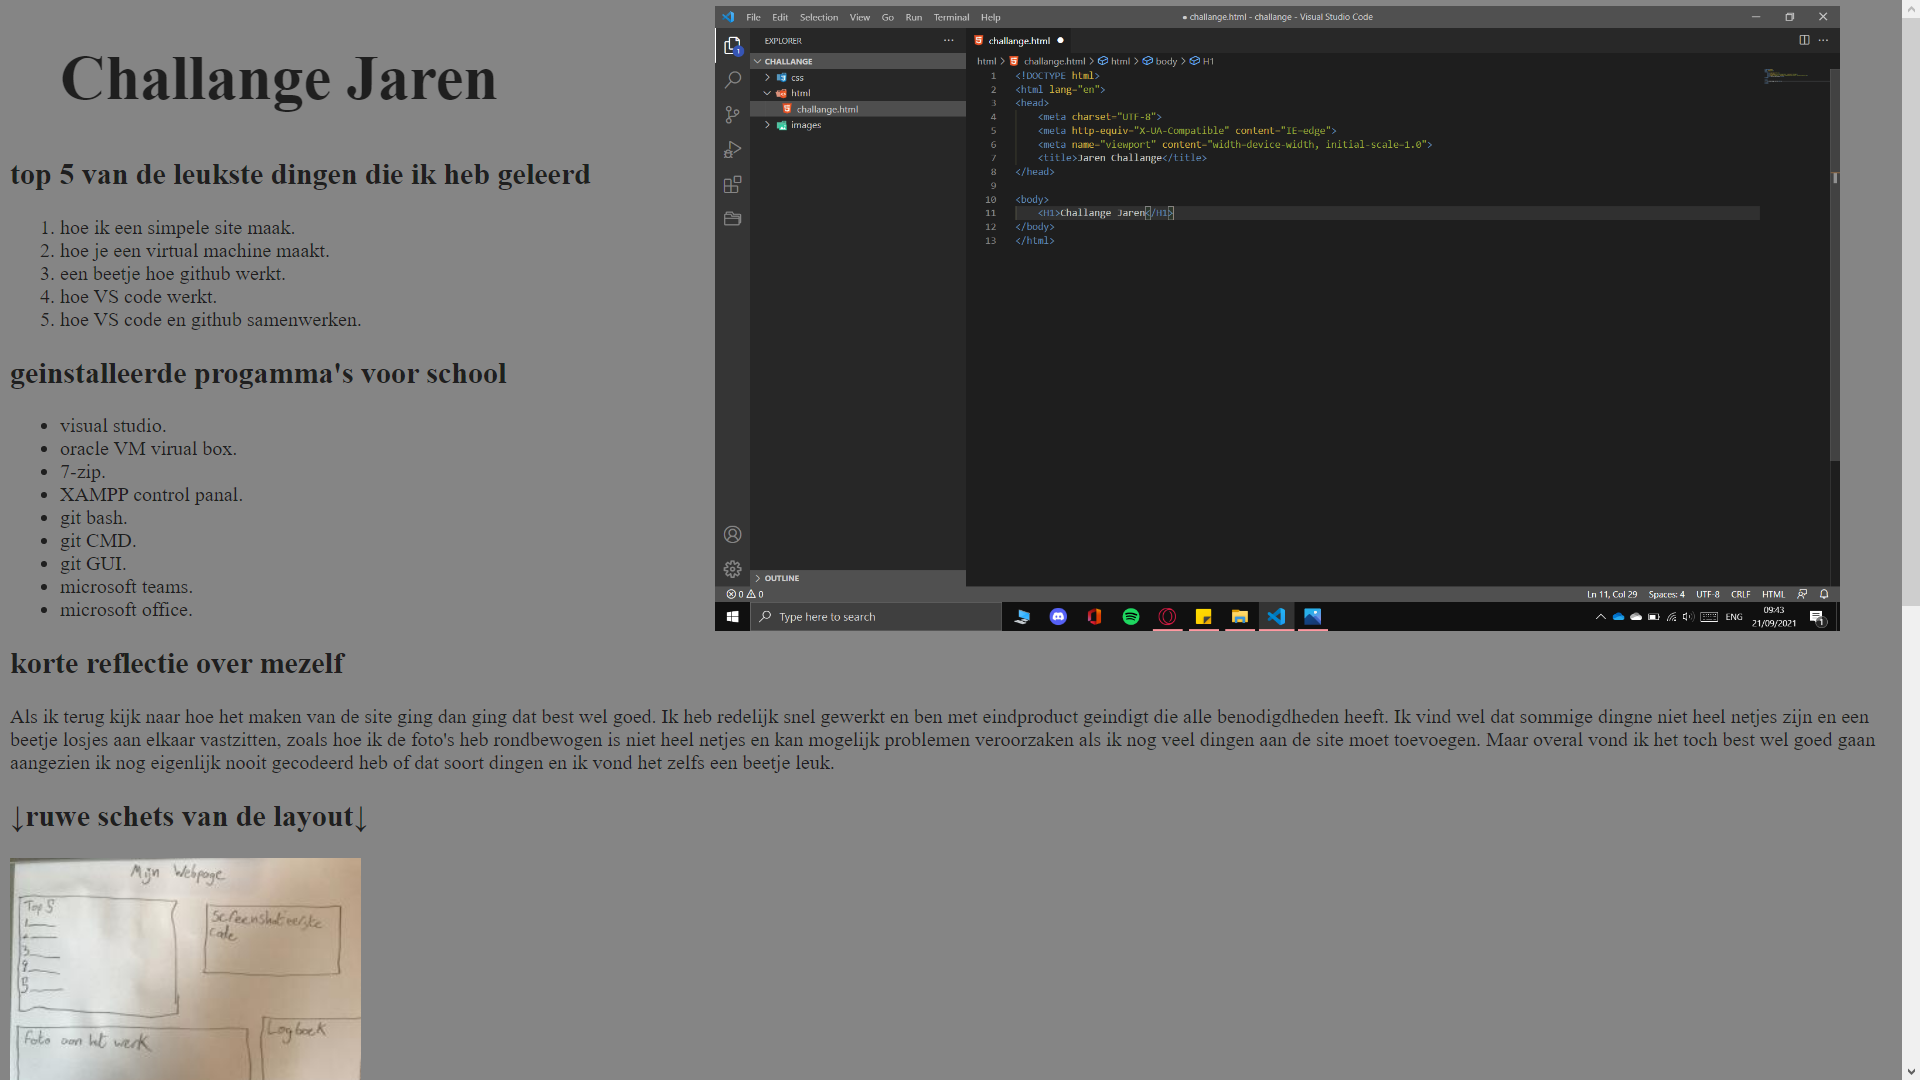 Challange Jaren
top 5 van de leukste dingen die ik heb geleerd
1. hoe ik een simpele site maak.
2. hoe je een virtual machine maakt.
3. een beetje hoe github werkt.
4. hoe VS code werkt.
5. hoe VS code en github samenwerken.
geinstalleerde progamma's voor school
• visual studio.
• oracle VM virual box.
• 7-zip.
• XAMPP control panal.
• git bash.
• git CMD.
• git GUI.
• microsoft teams.
• microsoft office.
File Edit Selection View Go Run Terminal Help
● challange.html - challange - Visual Studio Code
EXPLORER
CHALLANGE
css
html
challange.html
images
OUTLINE
challange.html
html > challange.html > html > body > H1
1 <!DOCTYPE html>
2 <html lang="en">
3 <head>
4 <meta charset="UTF-8">
5 <meta http-equiv="X-UA-Compatible" content="IE=edge">
6 <meta name="viewport" content="width=device-width, initial-scale=1.0">
7 <title>Jaren Challange</title>
8 </head>
9
10 <body>
11 <H1>Challange Jaren</H1>
12 </body>
13 </html>
0 0
Ln 11, Col 29 Spaces: 4 UTF-8 CRLF HTML
1
Type here to search
ENG
09:43
21/09/2021
1
korte reflectie over mezelf
Als ik terug kijk naar hoe het maken van de site ging dan ging dat best wel goed. Ik heb redelijk snel gewerkt en ben met eindproduct geindigt die alle benodigdheden heeft. Ik vind wel dat sommige dingne niet heel netjes zijn en een
beetje losjes aan elkaar vastzitten, zoals hoe ik de foto's heb rondbewogen is niet heel netjes en kan mogelijk problemen veroorzaken als ik nog veel dingen aan de site moet toevoegen. Maar overal vond ik het toch best wel goed gaan
aangezien ik nog eigenlijk nooit gecodeerd heb of dat soort dingen en ik vond het zelfs een beetje leuk.
↓ruwe schets van de layout↓
Mijn Webpage
Top 5
1
2
3
4
5
Screenshot eerste
code
Foto aan het werk
Logboek